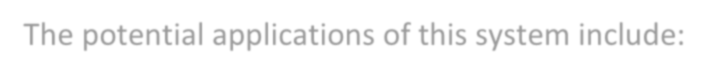 The potential applications of this system include: